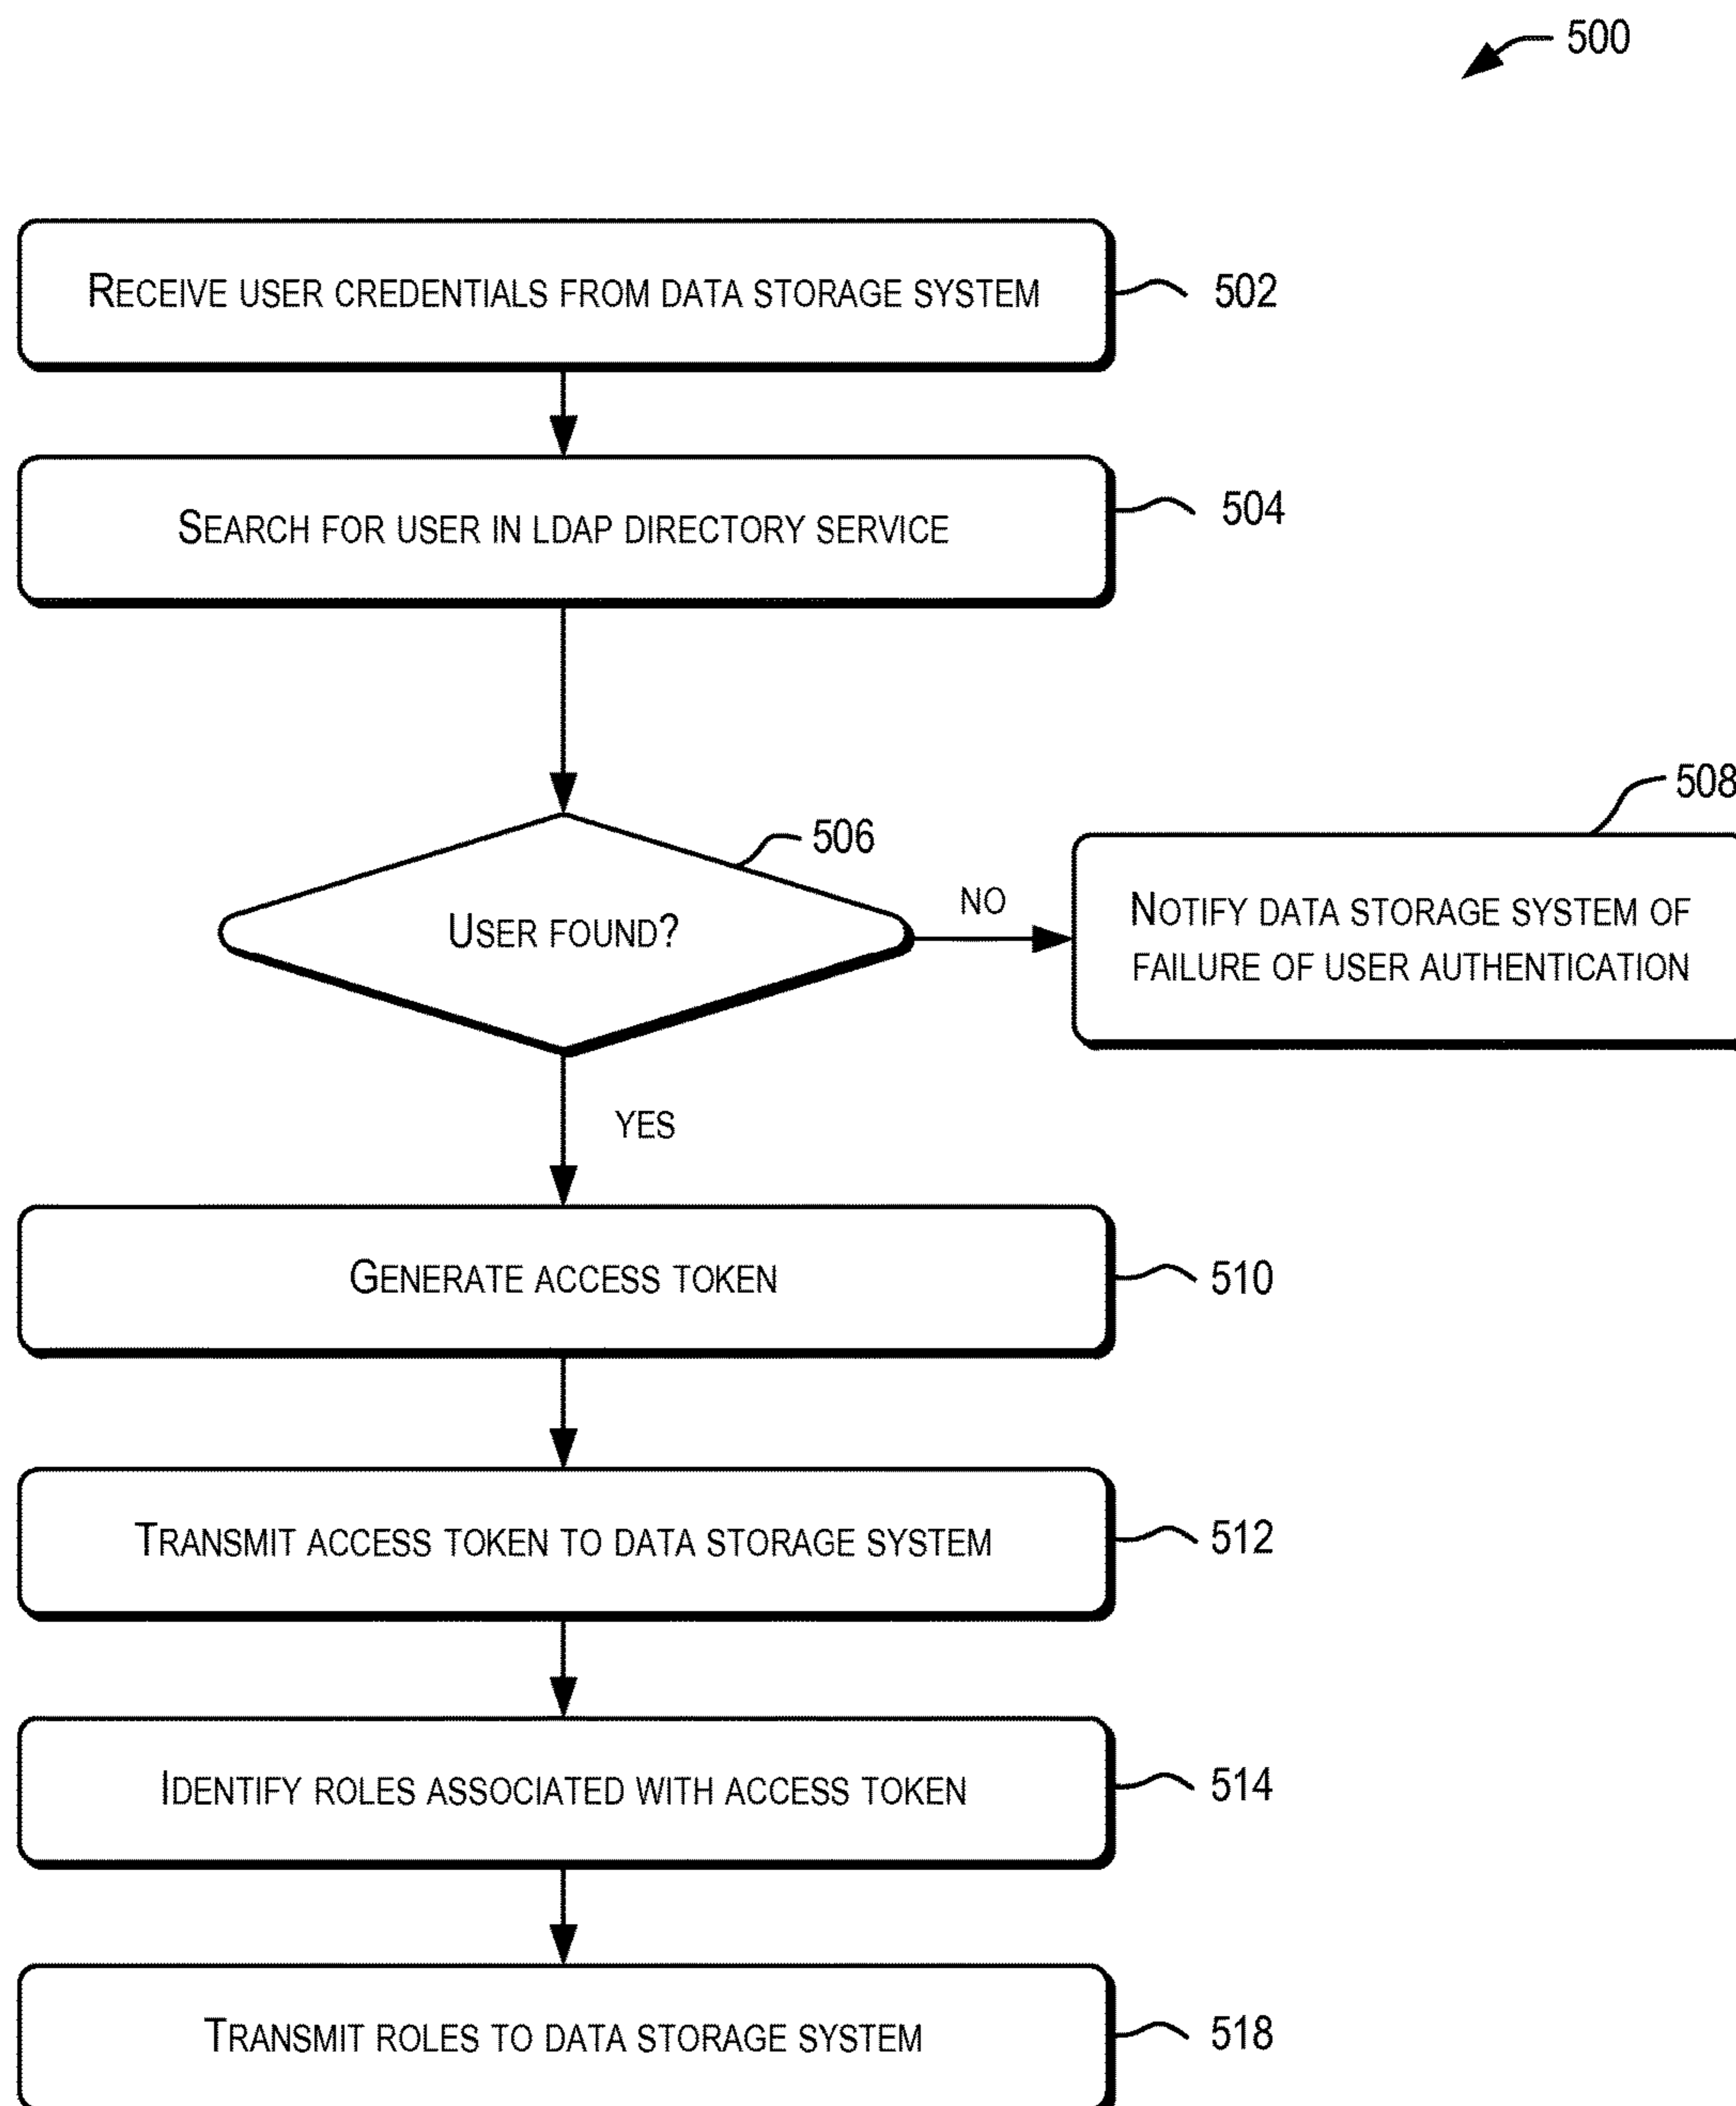 500
RECEIVE USER CREDENTIALS FROM DATA STORAGE SYSTEM
502
SEARCH FOR USER IN LDAP DIRECTORY SERVICE
504
506
USER FOUND?
NO
508
NOTIFY DATA STORAGE SYSTEM OF
FAILURE OF USER AUTHENTICATION
YES
GENERATE ACCESS TOKEN
510
TRANSMIT ACCESS TOKEN TO DATA STORAGE SYSTEM
512
IDENTIFY ROLES ASSOCIATED WITH ACCESS TOKEN
514
TRANSMIT ROLES TO DATA STORAGE SYSTEM
518